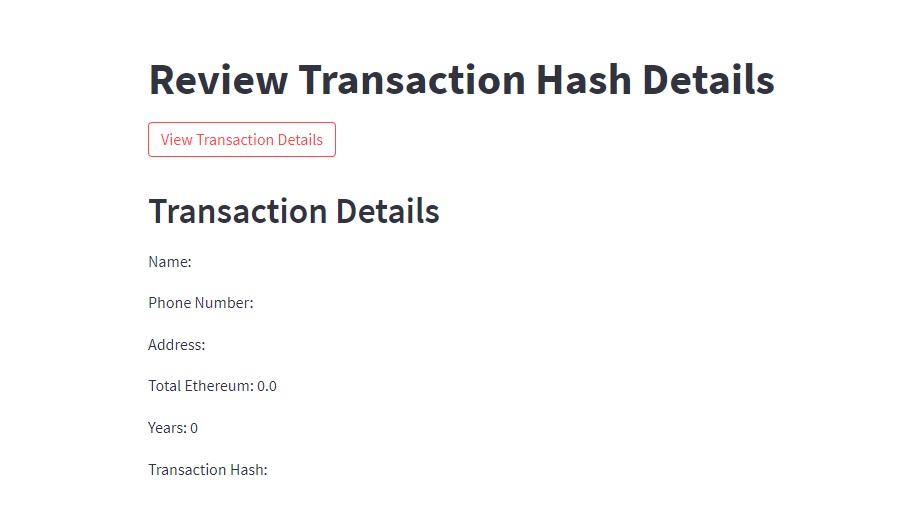 Review Transaction Hash Details
View Transaction Details
Transaction Details
Name:
Phone Number:
Address:
Total Ethereum: 0.0
Years: 0
Transaction Hash: